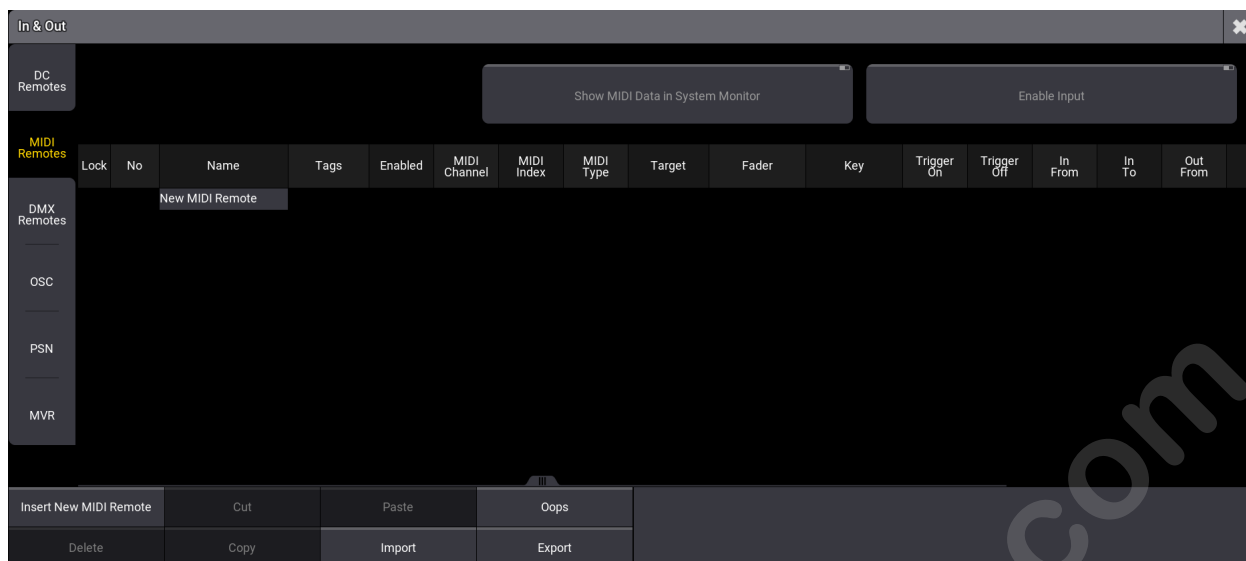 In & Out
DC
Remotes
MIDI
Remotes
DMX
Remotes
OSC
PSN
MVR
Show MIDI Data in System Monitor
Enable Input
Lock
No
Name
Tags
Enabled
MIDI
Channel
MIDI
Index
MIDI
Type
Target
Fader
Key
Trigger
On
Trigger
Off
In
From
In
To
Out
From
New MIDI Remote
Insert New MIDI Remote
Cut
Paste
Oops
Delete
Copy
Import
Export
com